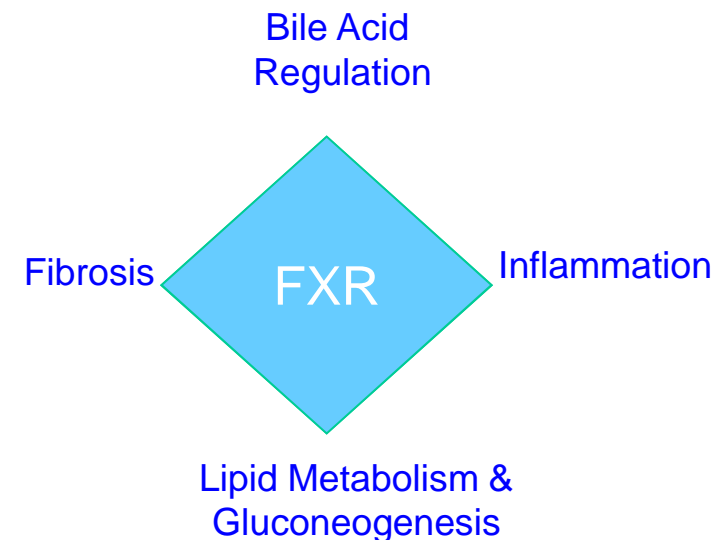 Bile Acid
Regulation
Fibrosis
FXR
Inflammation
Lipid Metabolism &
Gluconeogenesis